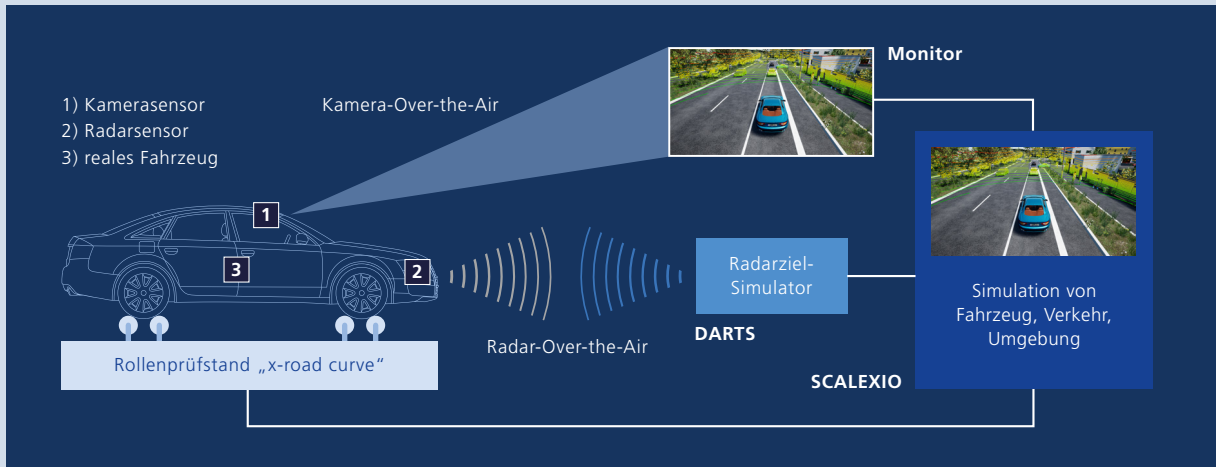 Monitor
1) Kamerasensor
2) Radarsensor
3) reales Fahrzeug
Kamera-Over-the-Air
1
2
3
Radarziel-
Simulator
DARTS
Radar-Over-the-Air
Simulation von
Fahrzeug, Verkehr,
Umgebung
SCALEXIO
Rollenprüfstand „x-road curve“